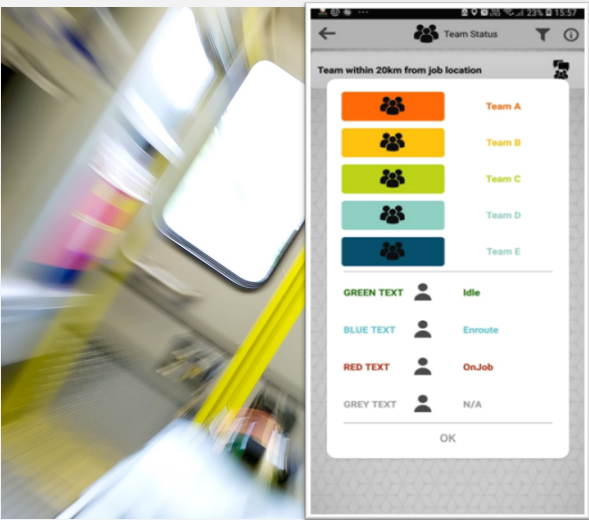 23% 15:57
Team Status
Team within 20km from job location
Team A
Team B
Team C
Team D
Team E
GREEN TEXT Idle
BLUE TEXT Enroute
RED TEXT OnJob
GREY TEXT N/A
OK